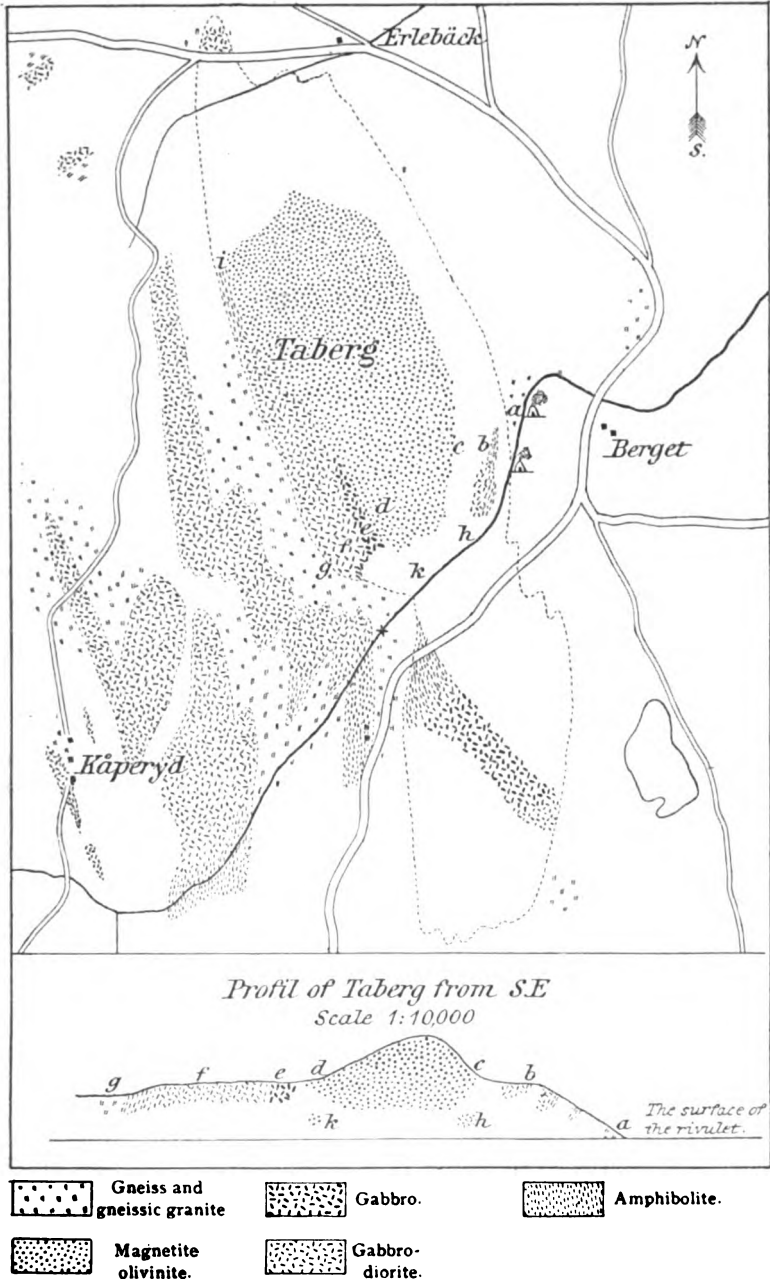 Erlebäck
N
S.
i
Taberg
a
c b
Berget
d
e
h
f
g.
k
Kåperyd
Profil of Taberg from S.E
Scale 1:10,000
g f e d c b
k h a
The surface of
the rivulet.
Gneiss and
gneissic granite
Gabbro.
Amphibolite.
Magnetite
olivinite.
Gabbro-
diorite.